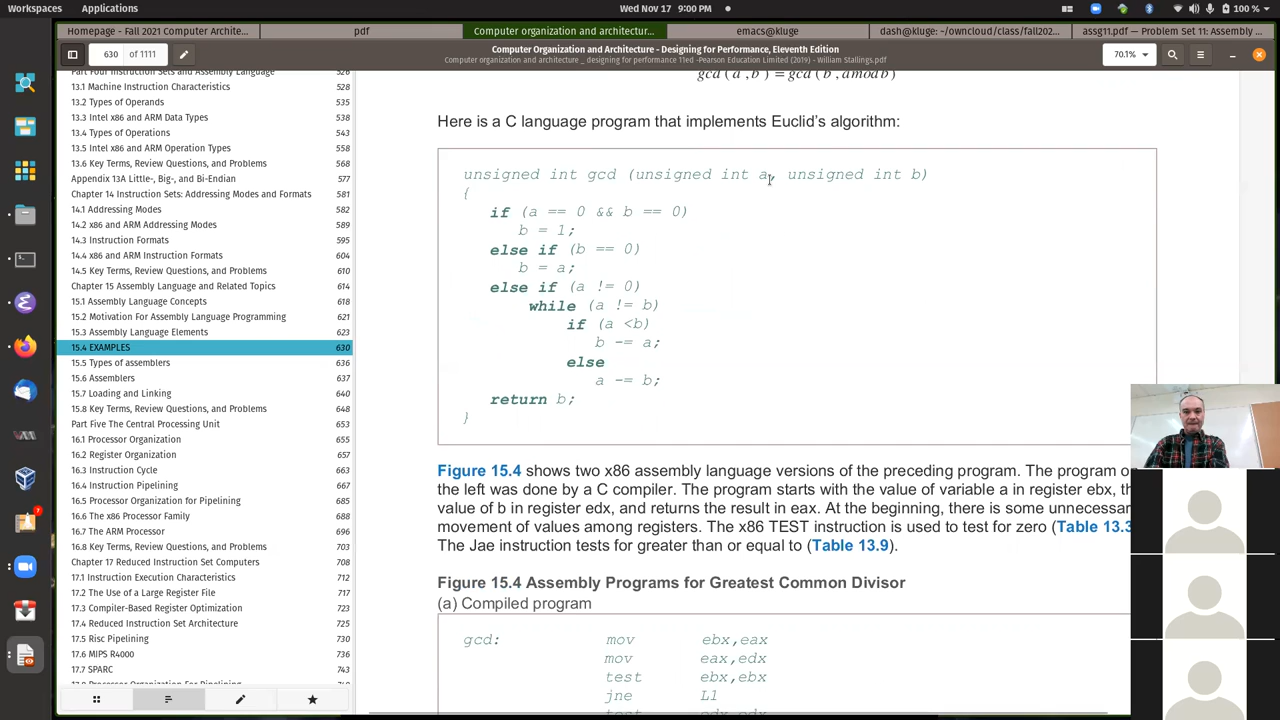 Workspaces Applications Wed Nov 17 9:00 PM 100 %
Homepage - Fall 2021 Computer Archite... pdf Computer organization and architectur... emacs@kluge dash@kluge: ~/owncloud/class/fall202... assg11.pdf — Problem Set 11: Assembly ...
630 of 1111 Computer Organization and Architecture - Designing for Performance, Eleventh Edition 70.1%
Computer organization and architecture _ designing for performance 11ed -Pearson Education Limited (2019) - William Stallings.pdf
Part Four Instruction Sets and Assembly Language 526
13.1 Machine Instruction Characteristics 528
13.2 Types of Operands 535
13.3 Intel x86 and ARM Data Types 538
13.4 Types of Operations 543
13.5 Intel x86 and ARM Operation Types 558
13.6 Key Terms, Review Questions, and Problems 568
Appendix 13A Little-, Big-, and Bi-Endian 577
Chapter 14 Instruction Sets: Addressing Modes and Formats 581
14.1 Addressing Modes 582
14.2 x86 and ARM Addressing Modes 589
14.3 Instruction Formats 595
14.4 x86 and ARM Instruction Formats 604
14.5 Key Terms, Review Questions, and Problems 610
Chapter 15 Assembly Language and Related Topics 614
15.1 Assembly Language Concepts 618
15.2 Motivation For Assembly Language Programming 621
15.3 Assembly Language Elements 623
15.4 EXAMPLES 630
15.5 Types of assemblers 636
15.6 Assemblers 637
15.7 Loading and Linking 640
15.8 Key Terms, Review Questions, and Problems 648
Part Five The Central Processing Unit 653
16.1 Processor Organization 655
16.2 Register Organization 657
16.3 Instruction Cycle 663
16.4 Instruction Pipelining 667
16.5 Processor Organization for Pipelining 685
16.6 The x86 Processor Family 688
16.7 The ARM Processor 696
16.8 Key Terms, Review Questions, and Problems 703
Chapter 17 Reduced Instruction Set Computers 708
17.1 Instruction Execution Characteristics 712
17.2 The Use of a Large Register File 717
17.3 Compiler-Based Register Optimization 723
17.4 Reduced Instruction Set Architecture 725
17.5 Risc Pipelining 730
17.6 MIPS R4000 736
17.7 SPARC 743
gcd ( a , b ) = gcd ( b , amodb )
Here is a C language program that implements Euclid's algorithm:
unsigned int gcd (unsigned int a, unsigned int b)
{
if (a == 0 && b == 0)
b = 1;
else if (b == 0)
b = a;
else if (a != 0)
while (a != b)
if (a <b)
b -= a;
else
a -= b;
return b;
}
Figure 15.4 shows two x86 assembly language versions of the preceding program. The program o
the left was done by a C compiler. The program starts with the value of variable a in register ebx, th
value of b in register edx, and returns the result in eax. At the beginning, there is some unnecessar
movement of values among registers. The x86 TEST instruction is used to test for zero (Table 13.3
The Jae instruction tests for greater than or equal to (Table 13.9).
Figure 15.4 Assembly Programs for Greatest Common Divisor
(a) Compiled program
gcd: mov ebx,eax
mov eax,edx
test ebx,ebx
jne L1
test edx,edx